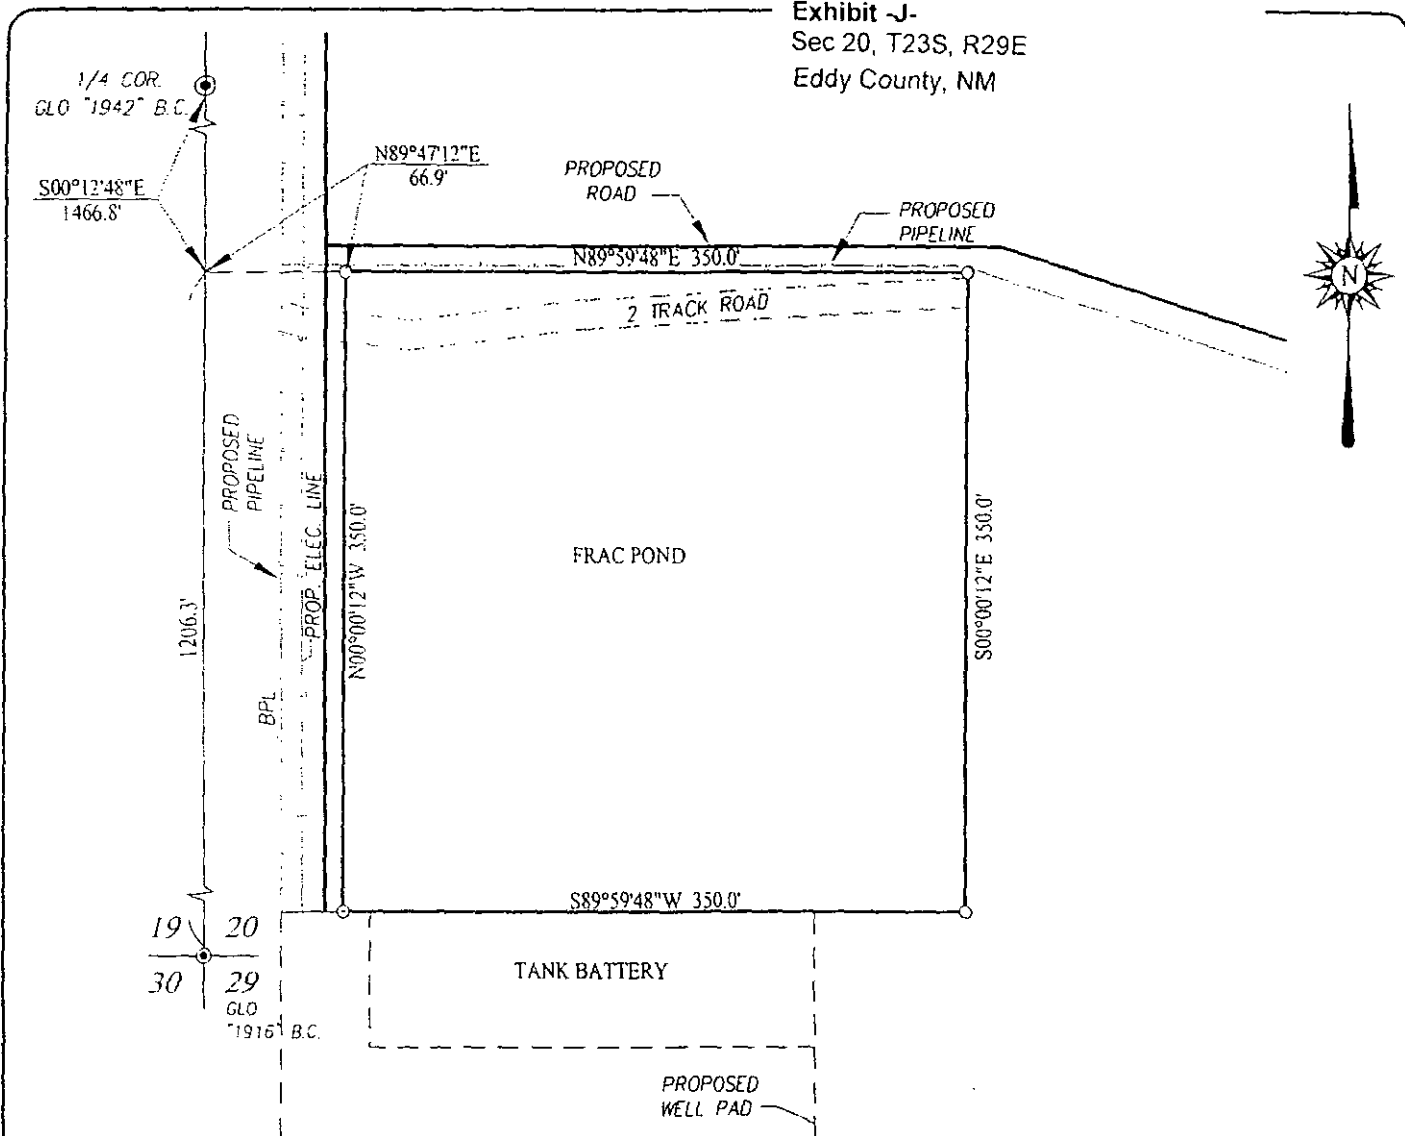 Exhibit -J-
Sec 20, T23S, R29E
Eddy County, NM
1/4 COR.
GLO "1942" B.C.
S00°12'48"E
1466.8'
N89°47'12"E
66.9'
PROPOSED
ROAD
PROPOSED
PIPELINE
N89°59'48"E 350.0'
2 TRACK ROAD
N
PROPOSED
PIPELINE
PROP. ELEC. LINE
N00°00'12"W 350.0'
FRAC POND
S00°00'12"E 350.0'
1206.3'
BPL
S89°59'48"W 350.0'
19 20
30 29
GLO
"1916" B.C.
TANK BATTERY
PROPOSED
WELL PAD